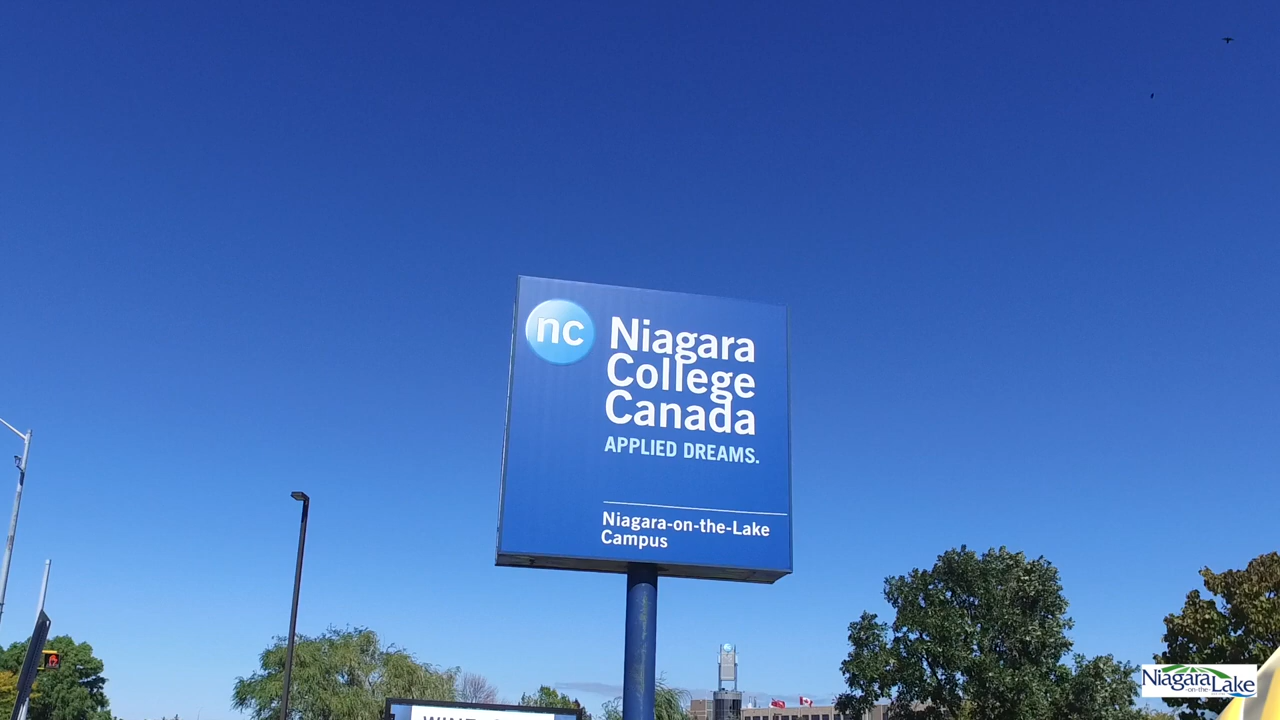 nc
Niagara
College
Canada
APPLIED DREAMS.
Niagara-on-the-Lake
Campus
Niagara
-on-the-
Lake